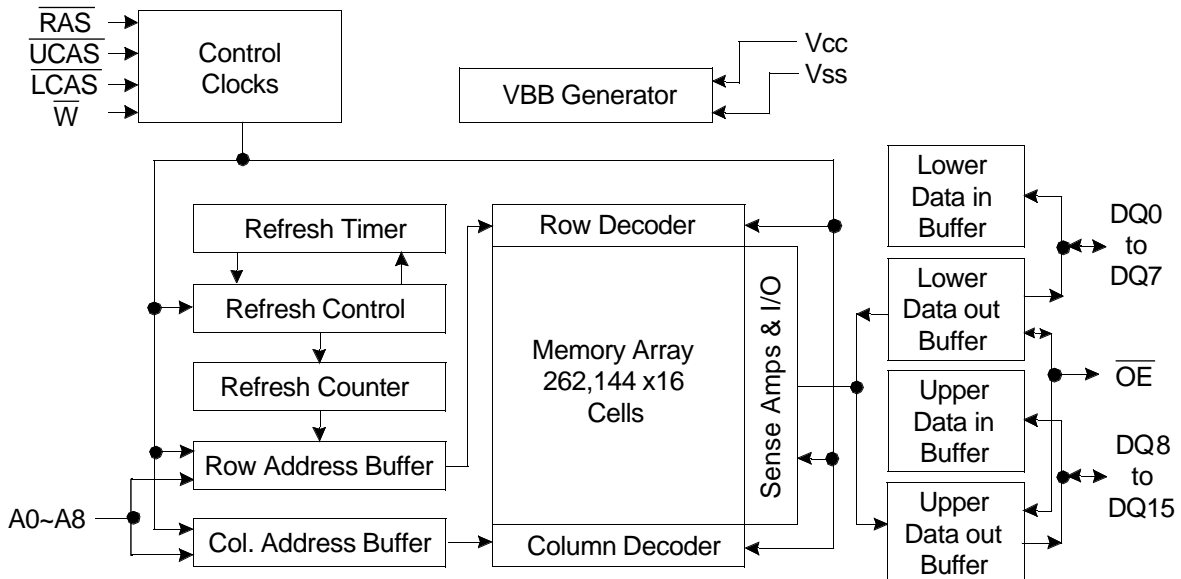 RAS
UCAS
LCAS
W
Control
Clocks
Vcc
Vss
VBB Generator
Refresh Timer
Refresh Control
Refresh Counter
Row Address Buffer
Col. Address Buffer
A0~A8
Row Decoder
Memory Array
262,144 x16
Cells
Column Decoder
Sense Amps & I/O
Lower
Data in
Buffer
Lower
Data out
Buffer
Upper
Data in
Buffer
Upper
Data out
Buffer
DQ0
to
DQ7
OE
DQ8
to
DQ15